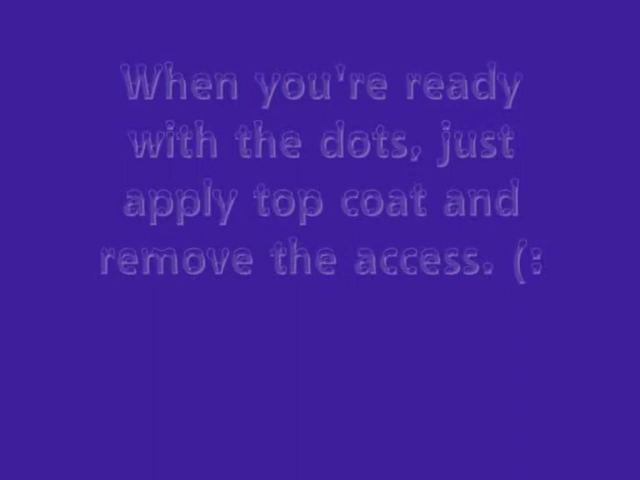 When you're ready
with the dots, just
apply top coat and
remove the access. (: